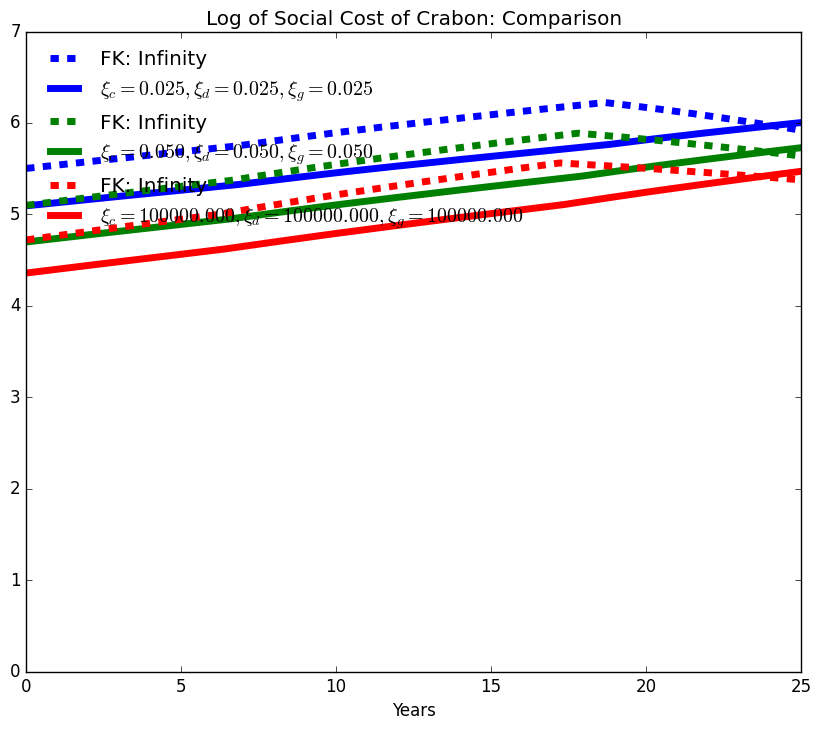 Log of Social Cost of Crabon: Comparison
7
FK: Infinity
ξc = 0.025, ξd = 0.025, ξg = 0.025
6
FK: Infinity
ξc = 0.050, ξd = 0.050, ξg = 0.050
FK: Infinity
5
ξc = 100000.000, ξd = 100000.000, ξg = 100000.000
4
3
2
1
0
0 5 10 15 20 25
Years